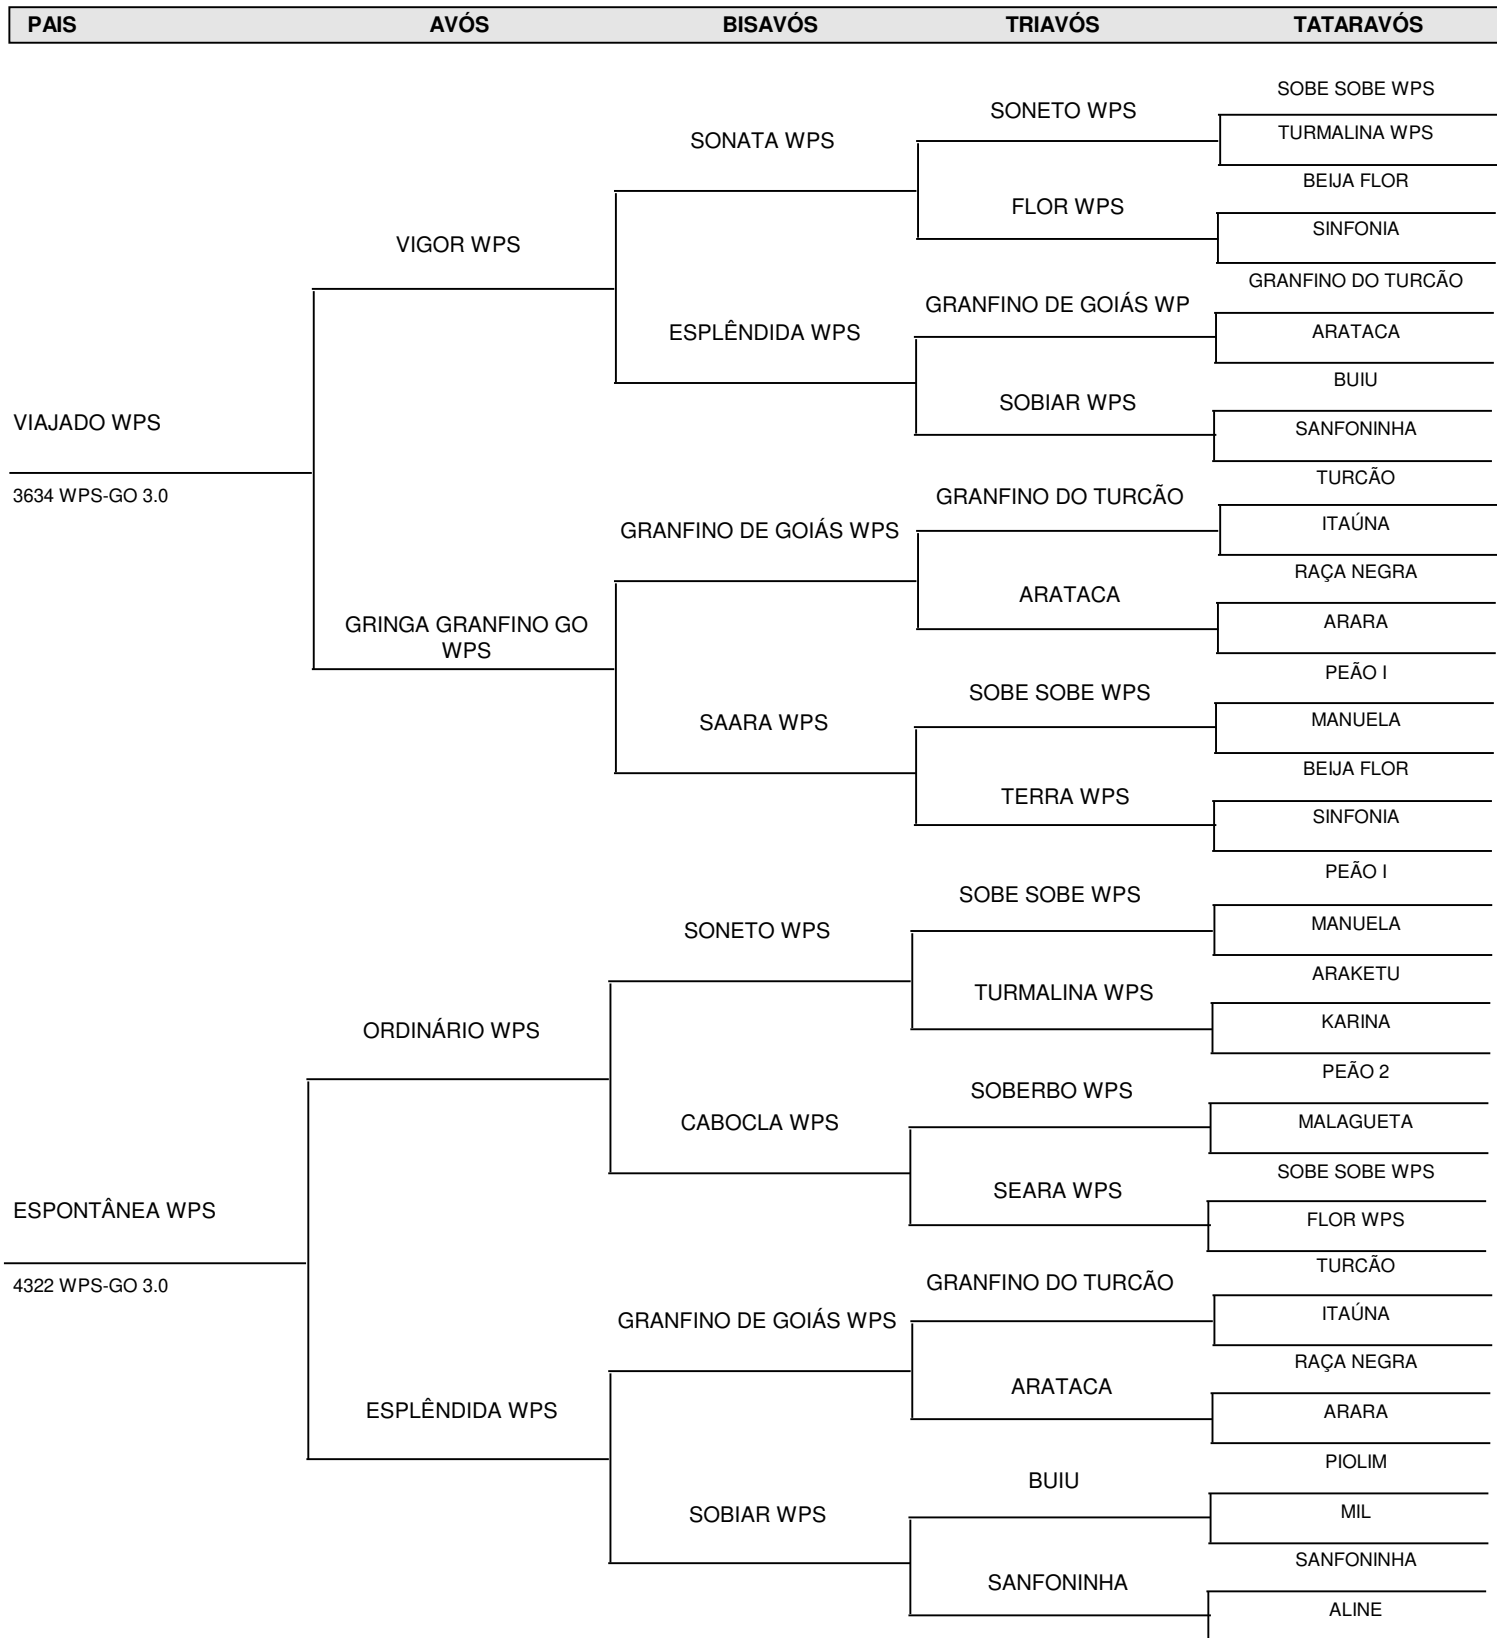 PAIS AVÓS BISAVÓS TRIAVÓS TATARAVÓS
SOBE SOBE WPS
SONETO WPS
TURMALINA WPS
SONATA WPS
BEIJA FLOR
FLOR WPS
SINFONIA
VIGOR WPS
GRANFINO DO TURCÃO
GRANFINO DE GOIÁS WP
ESPLÊNDIDA WPS
ARATACA
BUIU
SOBIAR WPS
VIAJADO WPS
SANFONINHA
TURCÃO
3634 WPS-GO 3.0
GRANFINO DO TURCÃO
ITAÚNA
GRANFINO DE GOIÁS WPS
RAÇA NEGRA
ARATACA
GRINGA GRANFINO GO
WPS
ARARA
PEÃO I
SOBE SOBE WPS
SAARA WPS
MANUELA
BEIJA FLOR
TERRA WPS
SINFONIA
PEÃO I
SOBE SOBE WPS
MANUELA
SONETO WPS
ARAKETU
TURMALINA WPS
KARINA
ORDINÁRIO WPS
PEÃO 2
SOBERBO WPS
CABOCLA WPS
MALAGUETA
SOBE SOBE WPS
SEARA WPS
ESPONTÂNEA WPS
FLOR WPS
TURCÃO
4322 WPS-GO 3.0
GRANFINO DO TURCÃO
ITAÚNA
GRANFINO DE GOIÁS WPS
RAÇA NEGRA
ARATACA
ESPLÊNDIDA WPS
ARARA
PIOLIM
BUIU
SOBIAR WPS
MIL
SANFONINHA
SANFONINHA
ALINE